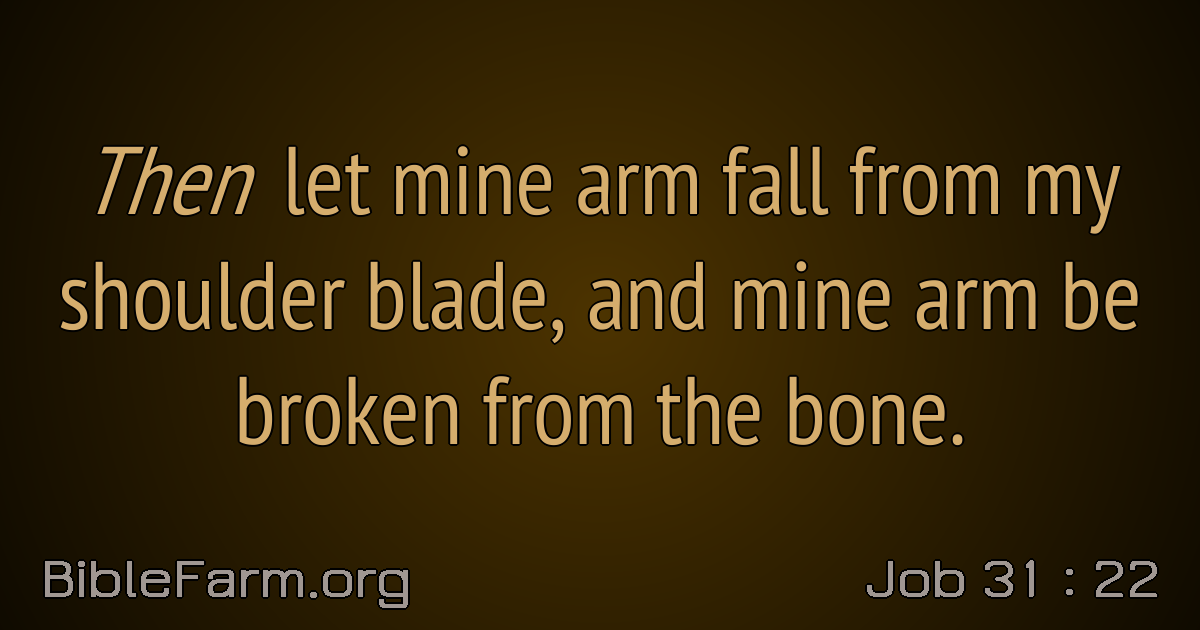 Then let mine arm fall from my
shoulder blade, and mine arm be
broken from the bone.
BibleFarm.org
Job 31 : 22